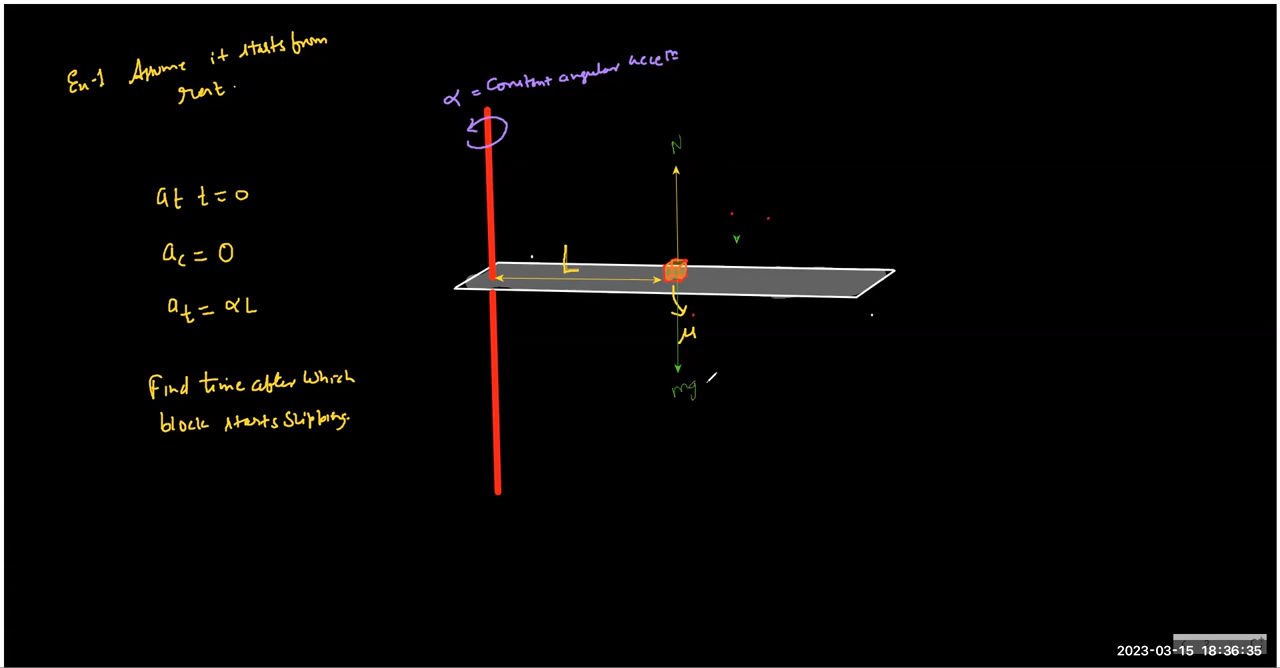 Ex-1 Assume it starts from
rest.
α = Constant angular acceln
at t = 0
ac = 0
at = αL
Find time after which
block starts slipping.
N
L
μ
mg
2023-03-15 18:36:35